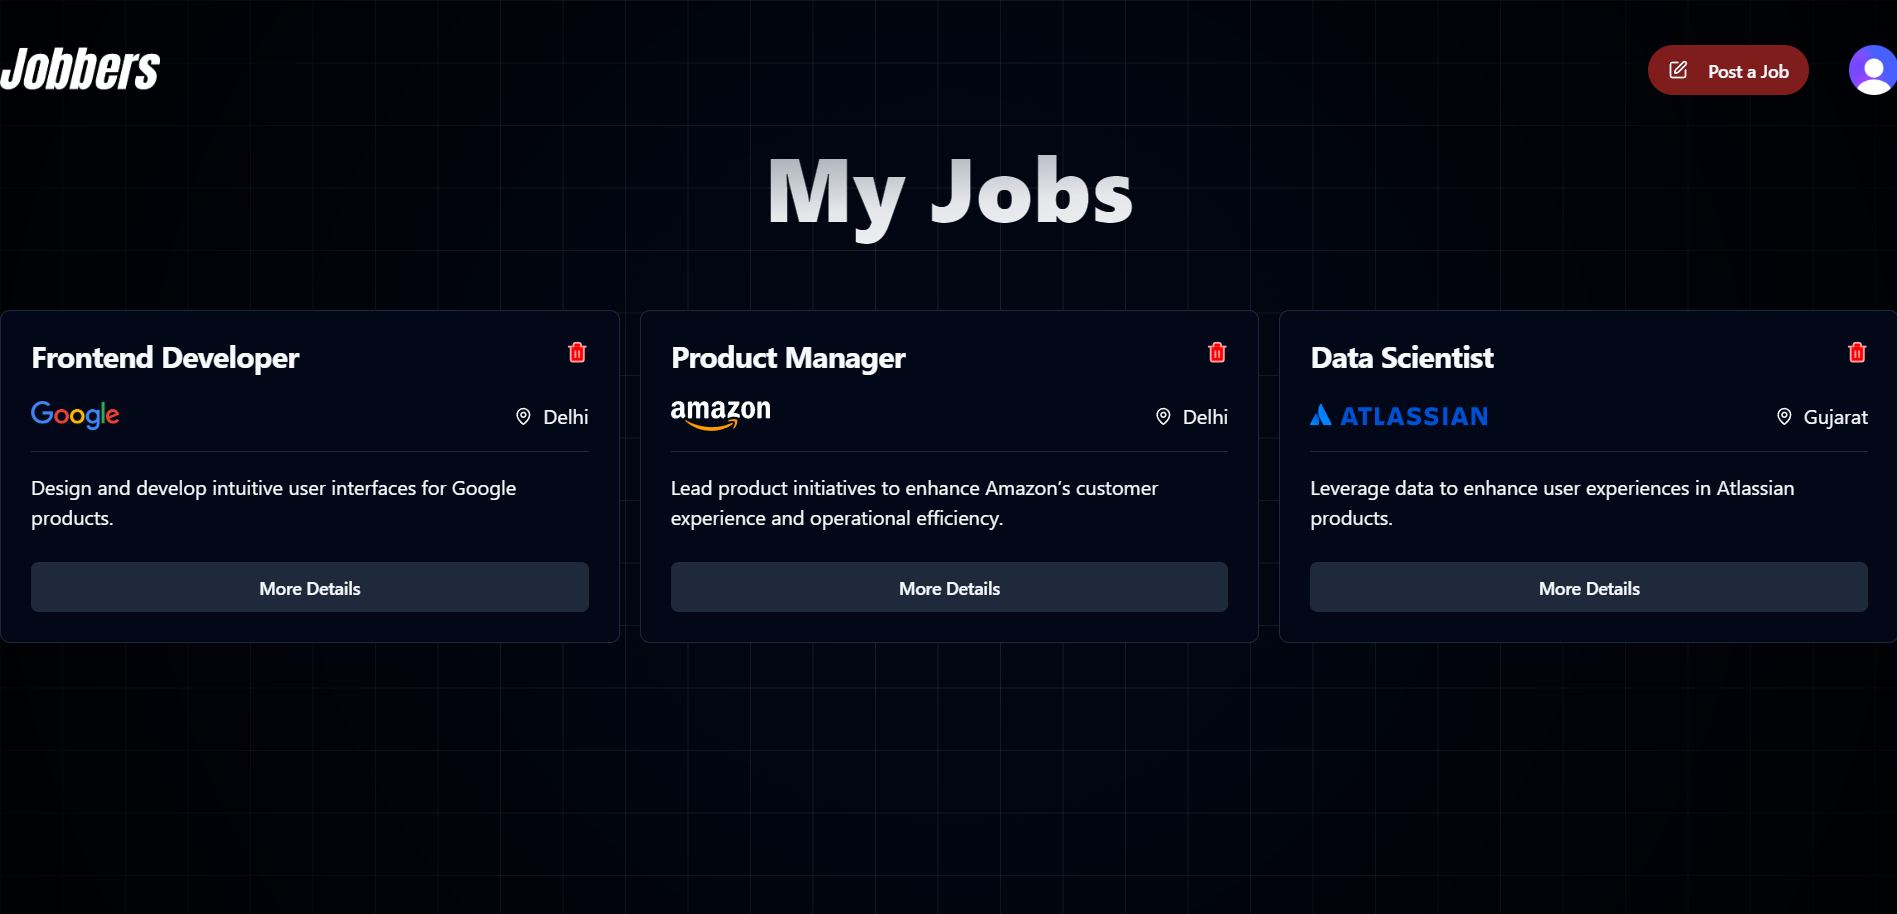 Jobbers
Post a Job
My Jobs
Frontend Developer
Google
Delhi
Design and develop intuitive user interfaces for Google
products.
More Details
Product Manager
amazon
Delhi
Lead product initiatives to enhance Amazon’s customer
experience and operational efficiency.
More Details
Data Scientist
ATLASSIAN
Gujarat
Leverage data to enhance user experiences in Atlassian
products.
More Details